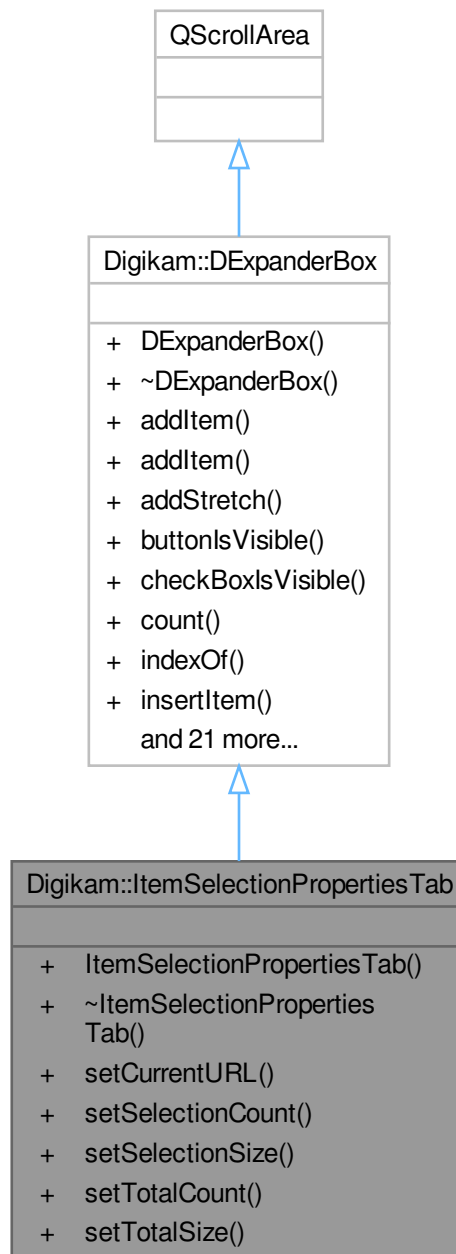 QScrollArea
Digikam::DExpanderBox
+ DExpanderBox()
+ ~DExpanderBox()
+ addItem()
+ addItem()
+ addStretch()
+ buttonIsVisible()
+ checkBoxIsVisible()
+ count()
+ indexOf()
+ insertItem()
and 21 more...
Digikam::ItemSelectionPropertiesTab
+ ItemSelectionPropertiesTab()
+ ~ItemSelectionProperties
Tab()
+ setCurrentURL()
+ setSelectionCount()
+ setSelectionSize()
+ setTotalCount()
+ setTotalSize()